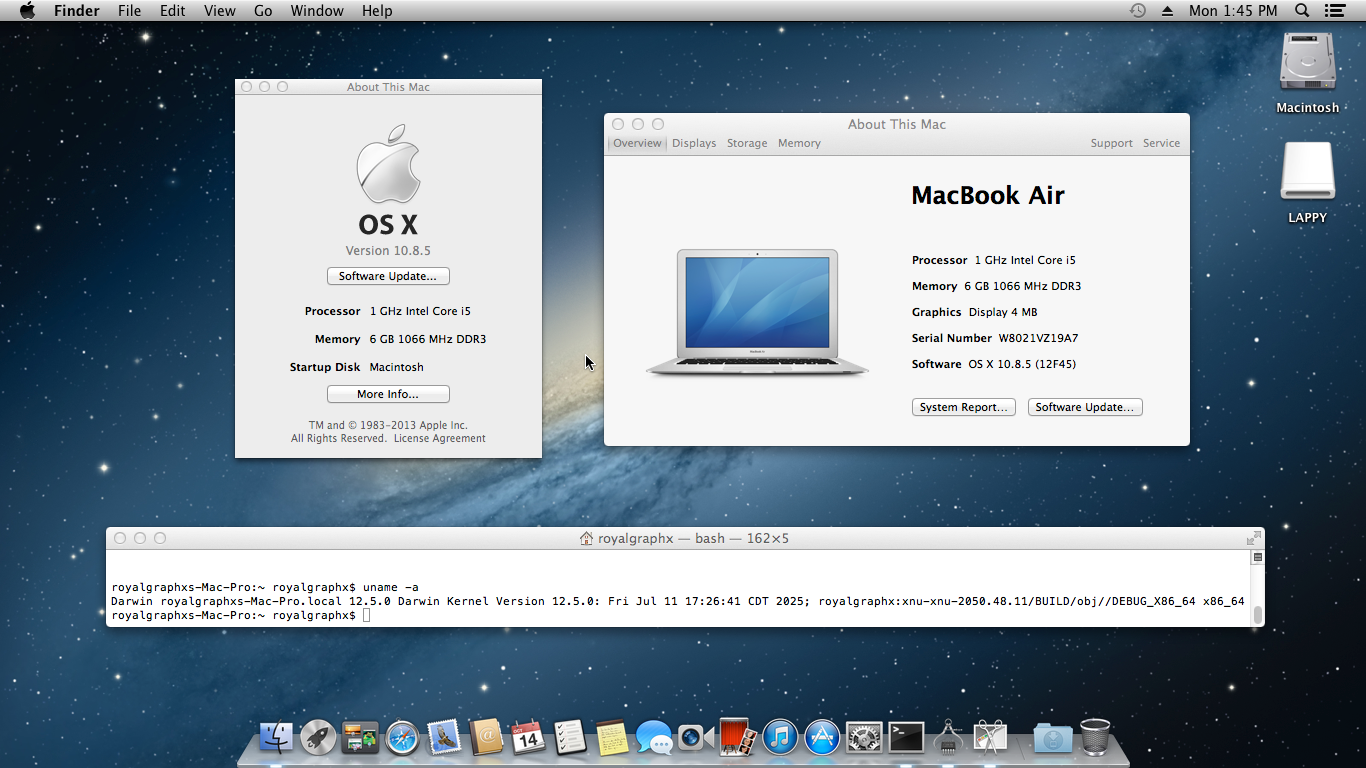 Finder File Edit View Go Window Help Mon 1:45 PM
Macintosh
LAPPY
About This Mac
OS X
Version 10.8.5
Software Update...
Processor 1 GHz Intel Core i5
Memory 6 GB 1066 MHz DDR3
Startup Disk Macintosh
More Info...
TM and © 1983-2013 Apple Inc.
All Rights Reserved. License Agreement
About This Mac
Overview Displays Storage Memory Support Service
MacBook Air
Processor 1 GHz Intel Core i5
Memory 6 GB 1066 MHz DDR3
Graphics Display 4 MB
Serial Number W8021VZ19A7
Software OS X 10.8.5 (12F45)
System Report... Software Update...
royalgraphx — bash — 162×5
royalgraphxs-Mac-Pro:~ royalgraphx$ uname -a
Darwin royalgraphxs-Mac-Pro.local 12.5.0 Darwin Kernel Version 12.5.0: Fri Jul 11 17:26:41 CDT 2025; royalgraphx:xnu-xnu-2050.48.11/BUILD/obj//DEBUG_X86_64 x86_64
royalgraphxs-Mac-Pro:~ royalgraphx$
OCT
14